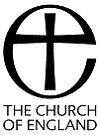 THE CHURCH
OF ENGLAND